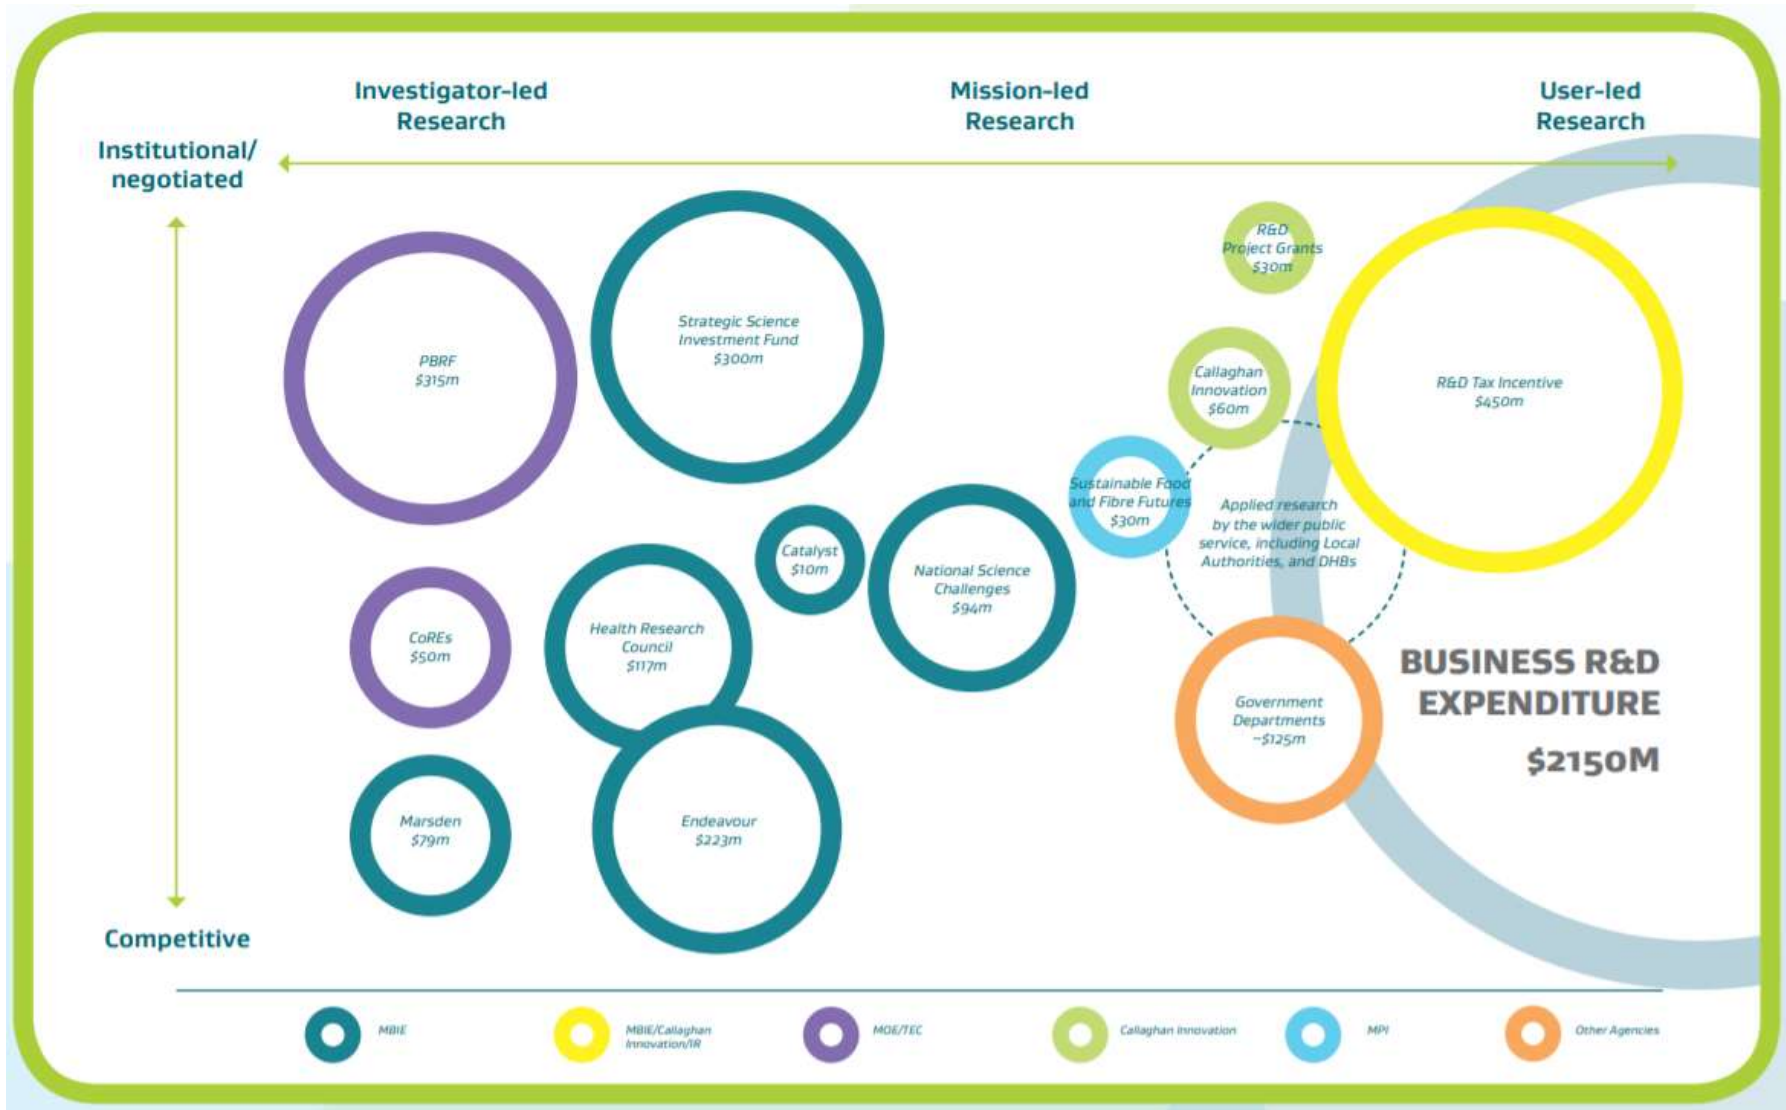 Investigator-led
Research
Mission-led
Research
User-led
Research
Institutional/
negotiated
PBRF
$315m
Strategic Science
Investment Fund
$300m
R&D
Project Grants
$30m
Callaghan
Innovation
$60m
R&D Tax Incentive
$450m
Sustainable Food
and Fibre Futures
$30m
Applied research
by the wider public
service, including Local
Authorities, and DHBs
Catalyst
$10m
National Science
Challenges
$94m
CoREs
$50m
Health Research
Council
$117m
Government
Departments
~$125m
BUSINESS R&D
EXPENDITURE
$2150M
Marsden
$79m
Endeavour
$223m
Competitive
MBIE
MBIE/Callaghan
Innovation/IR
MOE/TEC
Callaghan Innovation
MPI
Other Agencies